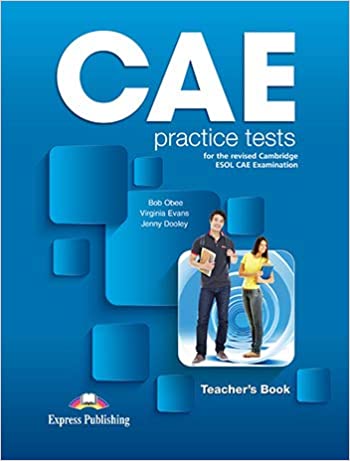 CAE
practice tests
for the revised Cambridge
ESOL CAE Examination
Bob Obee
Virginia Evans
Jenny Dooley
Teacher's Book
Express Publishing